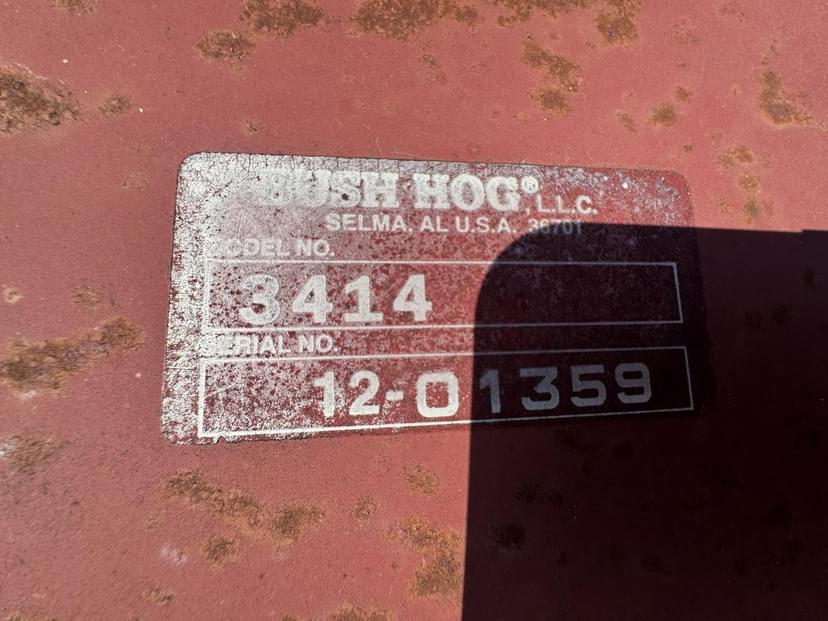 BUSH HOG®, L.L.C.
SELMA, AL U.S.A. 36701
MODEL NO.
3414
SERIAL NO.
12-01359